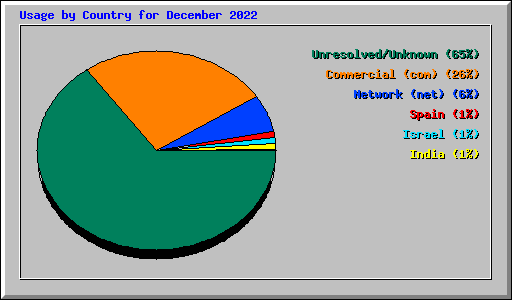 Usage by Country for December 2022
Unresolved/Unknown (65%)
Commercial (com) (26%)
Network (net) (6%)
Spain (1%)
Israel (1%)
India (1%)